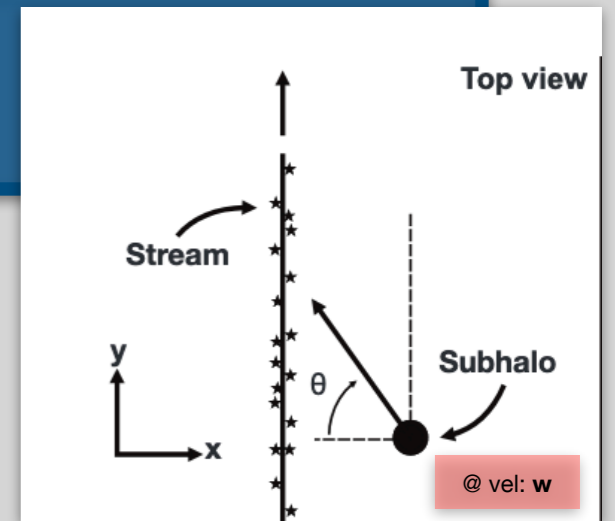 Top view
Stream
y
θ
Subhalo
x
@ vel: w